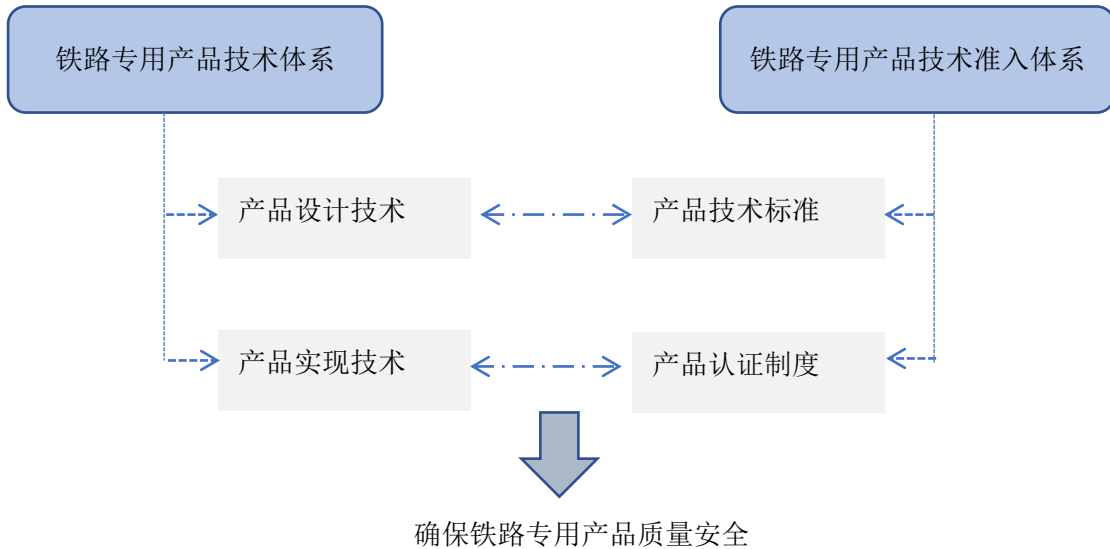 铁路专用产品技术体系
铁路专用产品技术准入体系
产品设计技术
产品技术标准
产品实现技术
产品认证制度
确保铁路专用产品质量安全